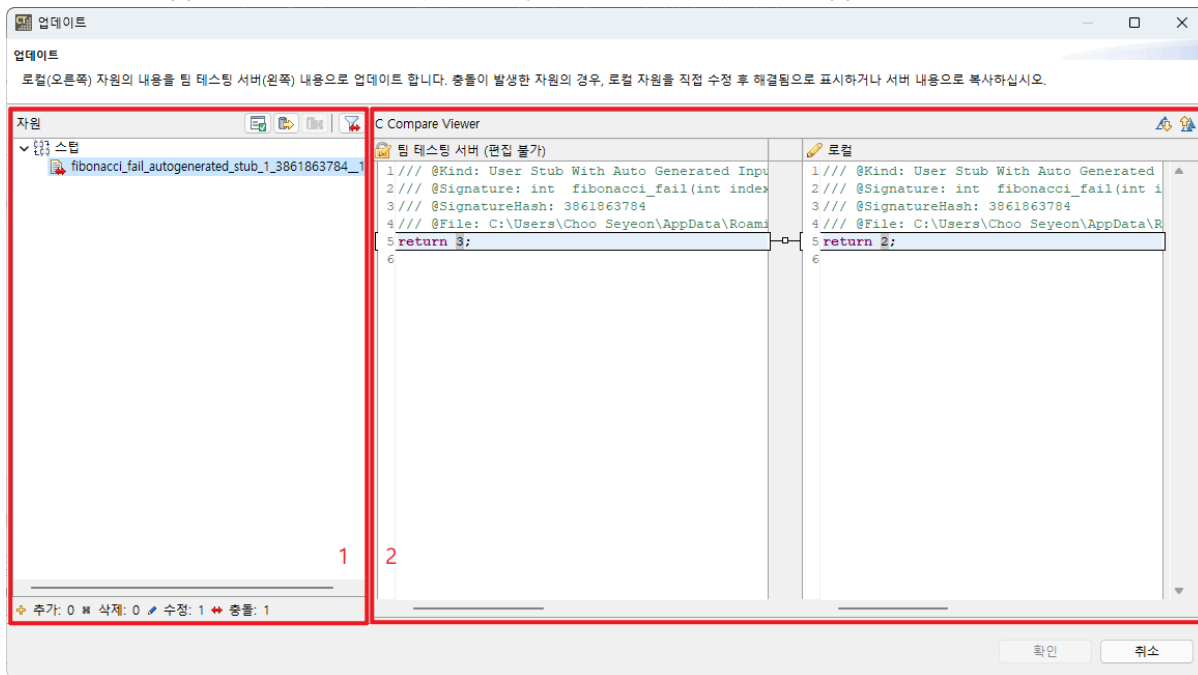 업데이트
업데이트
로컬(오른쪽) 자원의 내용을 팀 테스팅 서버(왼쪽) 내용으로 업데이트 합니다. 충돌이 발생한 자원의 경우, 로컬 자원을 직접 수정 후 해결됨으로 표시하거나 서버 내용으로 복사하십시오.
자원
스텁
fibonacci_fail_autogenerated_stub_1_3861863784__1
1
추가: 0 삭제: 0 수정: 1 충돌: 1
C Compare Viewer
팀 테스팅 서버 (편집 불가)
1 /// @Kind: User Stub With Auto Generated Inpu
2 /// @Signature: int  fibonacci_fail(int index
3 /// @SignatureHash: 3861863784
4 /// @File: C:\Users\Choo Seyeon\AppData\Roami
5 return 3;
6
2
로컬
1 /// @Kind: User Stub With Auto Generated
2 /// @Signature: int  fibonacci_fail(int i
3 /// @SignatureHash: 3861863784
4 /// @File: C:\Users\Choo Seyeon\AppData\R
5 return 2;
6
확인
취소